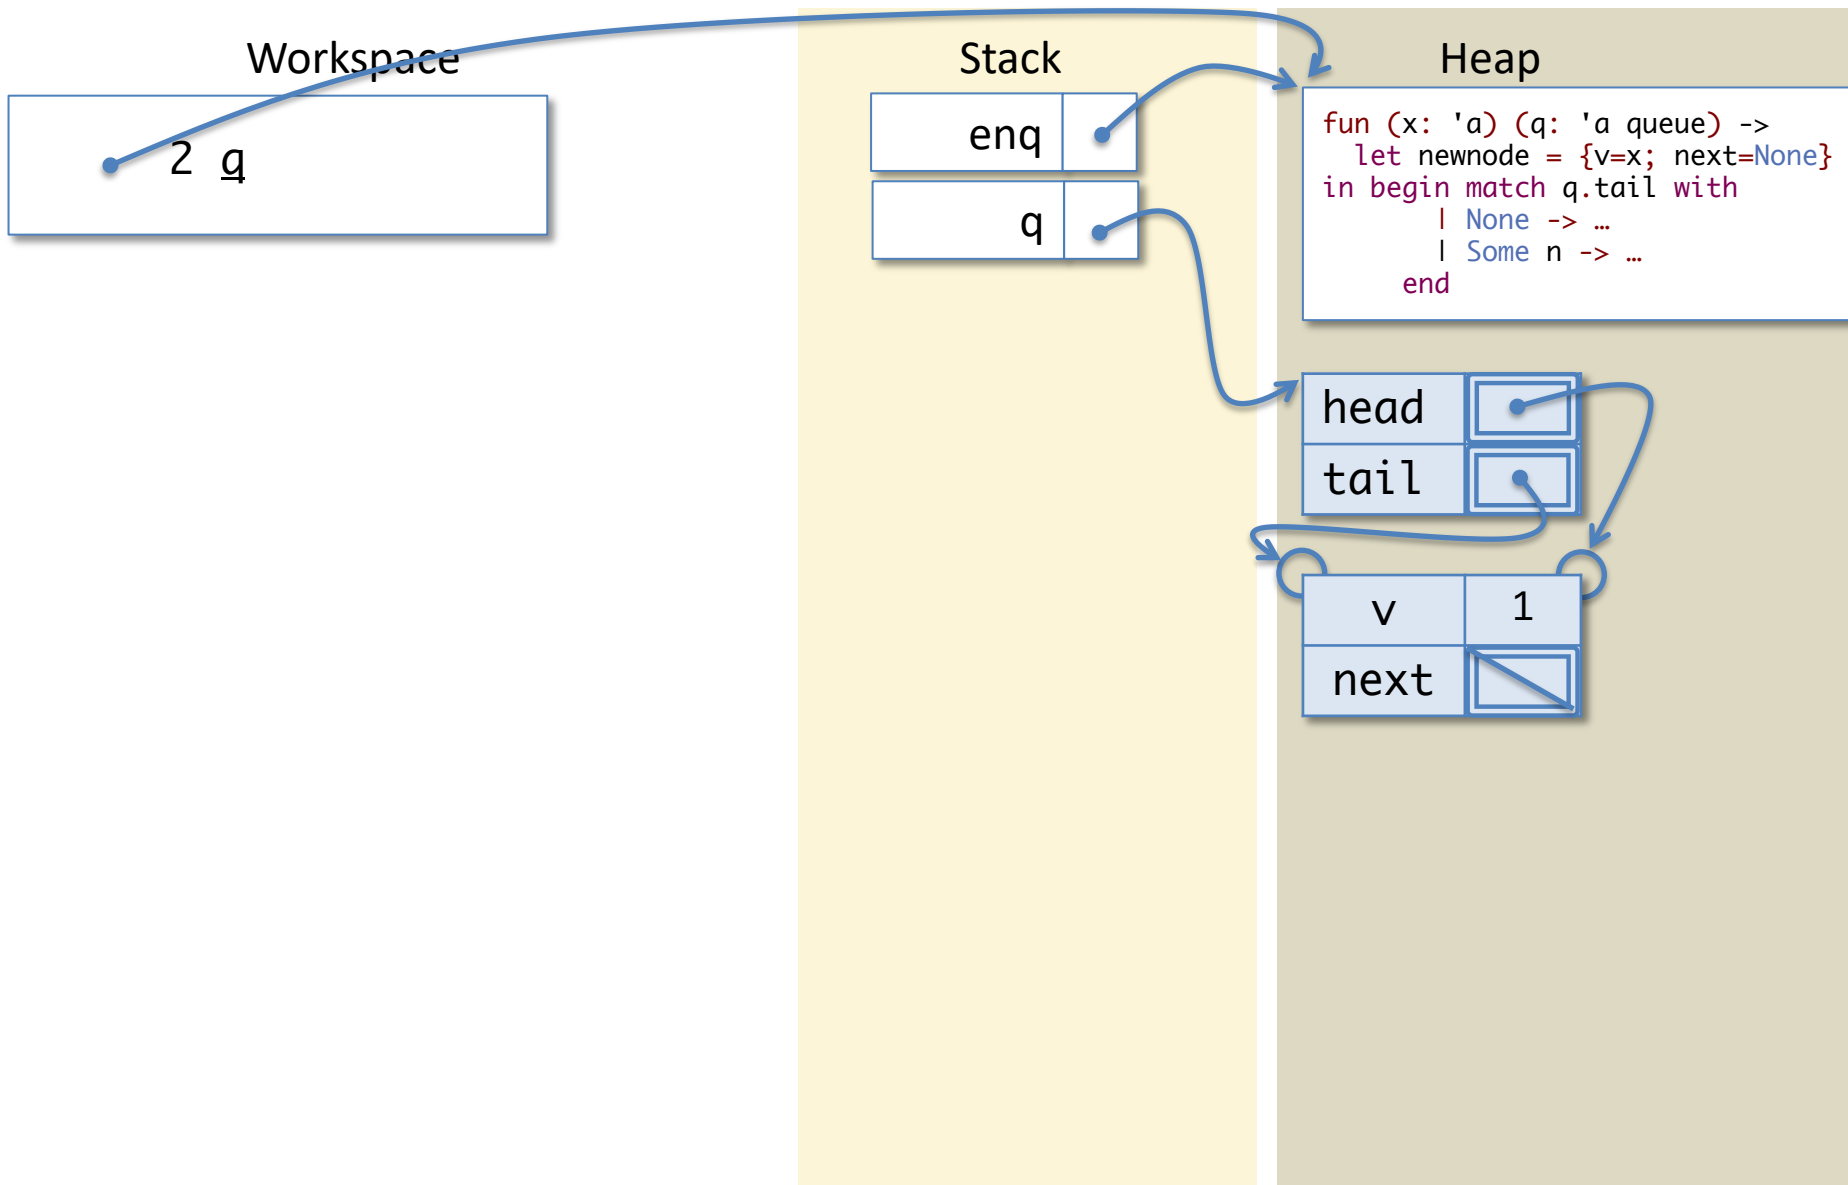 Workspace
Stack
Heap
2 q
enq
q
fun (x: 'a) (q: 'a queue) ->
let newnode = {v=x; next=None}
in begin match q.tail with
| None -> …
| Some n -> …
end
head
tail
v 1
next